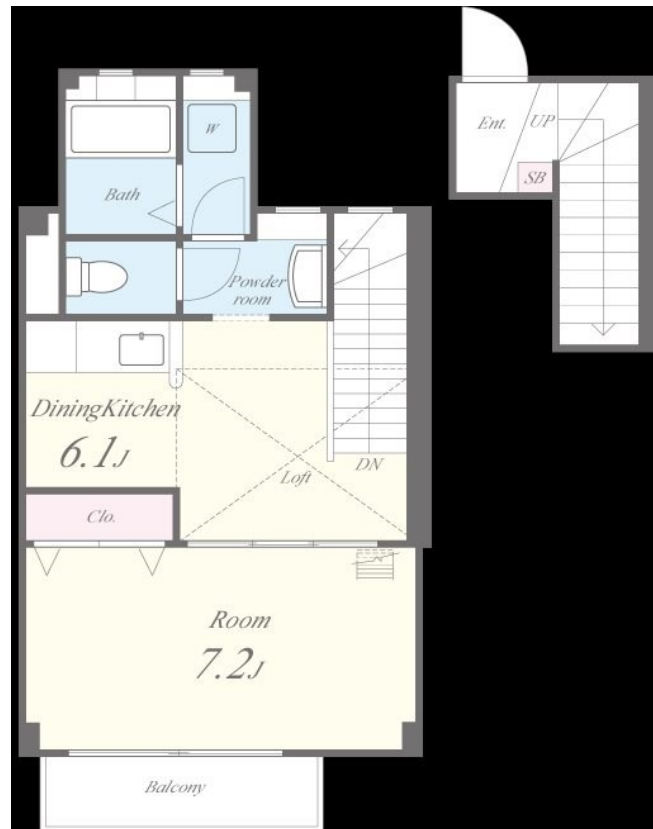 Ent.
UP
SB
W
Bath
Powder
room
DiningKitchen
6.1J
Loft
DN
Clo.
Room
7.2J
Balcony